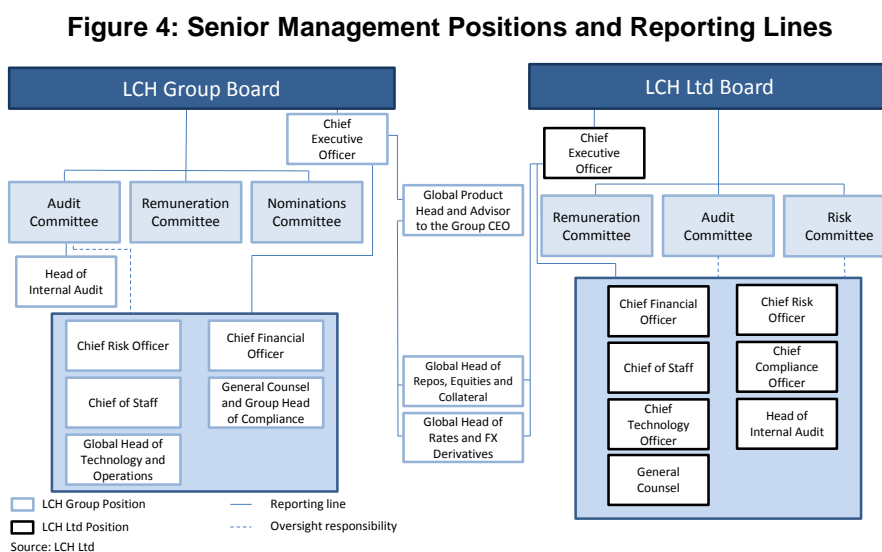 Figure 4: Senior Management Positions and Reporting Lines
LCH Group Board
Chief
Executive
Officer
Audit
Committee
Remuneration
Committee
Nominations
Committee
Head of
Internal Audit
Chief Risk Officer
Chief Financial
Officer
Chief of Staff
General Counsel
and Group Head
of Compliance
Global Head of
Technology and
Operations
Global Product
Head and Advisor
to the Group CEO
Global Head of
Repos, Equities and
Collateral
Global Head of
Rates and FX
Derivatives
LCH Ltd Board
Chief
Executive
Officer
Remuneration
Committee
Audit
Committee
Risk
Committee
Chief Financial
Officer
Chief Risk
Officer
Chief of Staff
Chief
Compliance
Officer
Chief
Technology
Officer
Head of
Internal Audit
General
Counsel
LCH Group Position
Reporting line
LCH Ltd Position
Oversight responsibility
Source: LCH Ltd